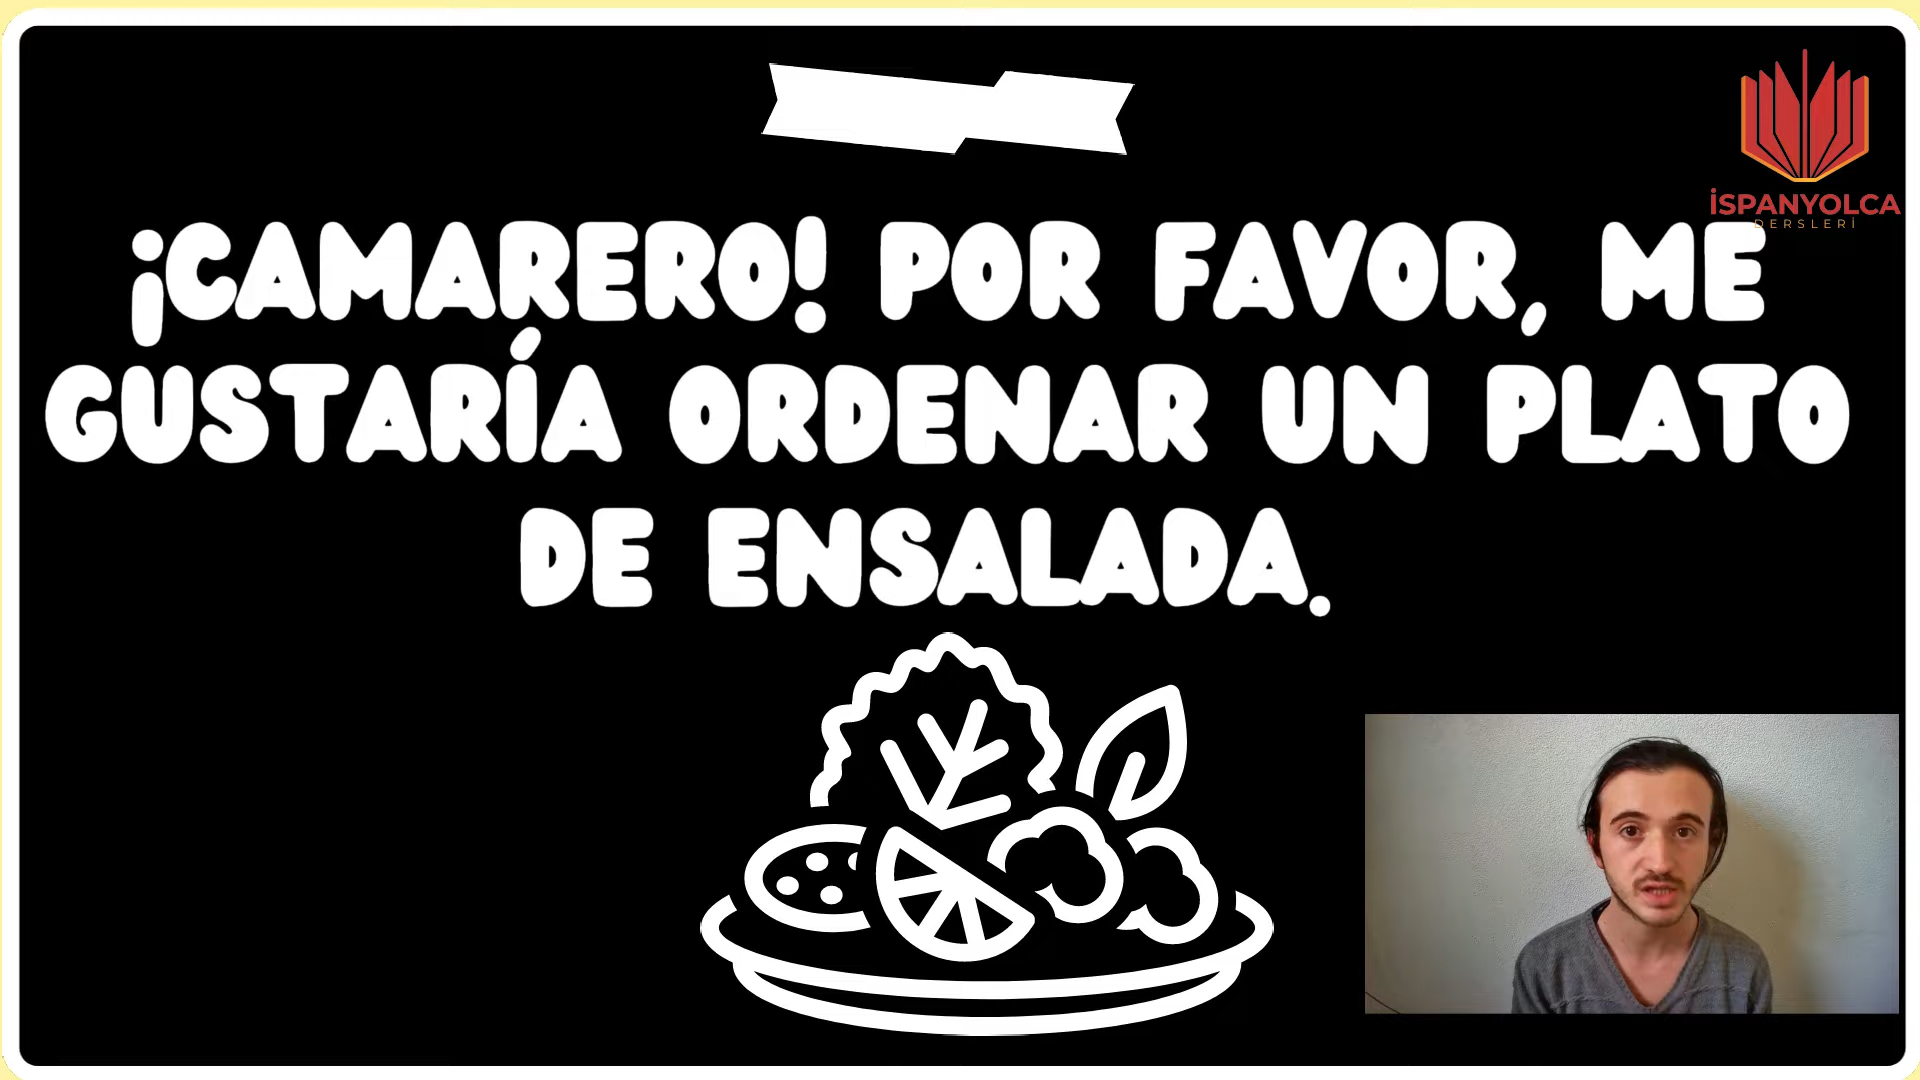 İSPANYOLCA
DERSLERİ
¡CAMARERO! POR FAVOR, ME
GUSTARÍA ORDENAR UN PLATO
DE ENSALADA.